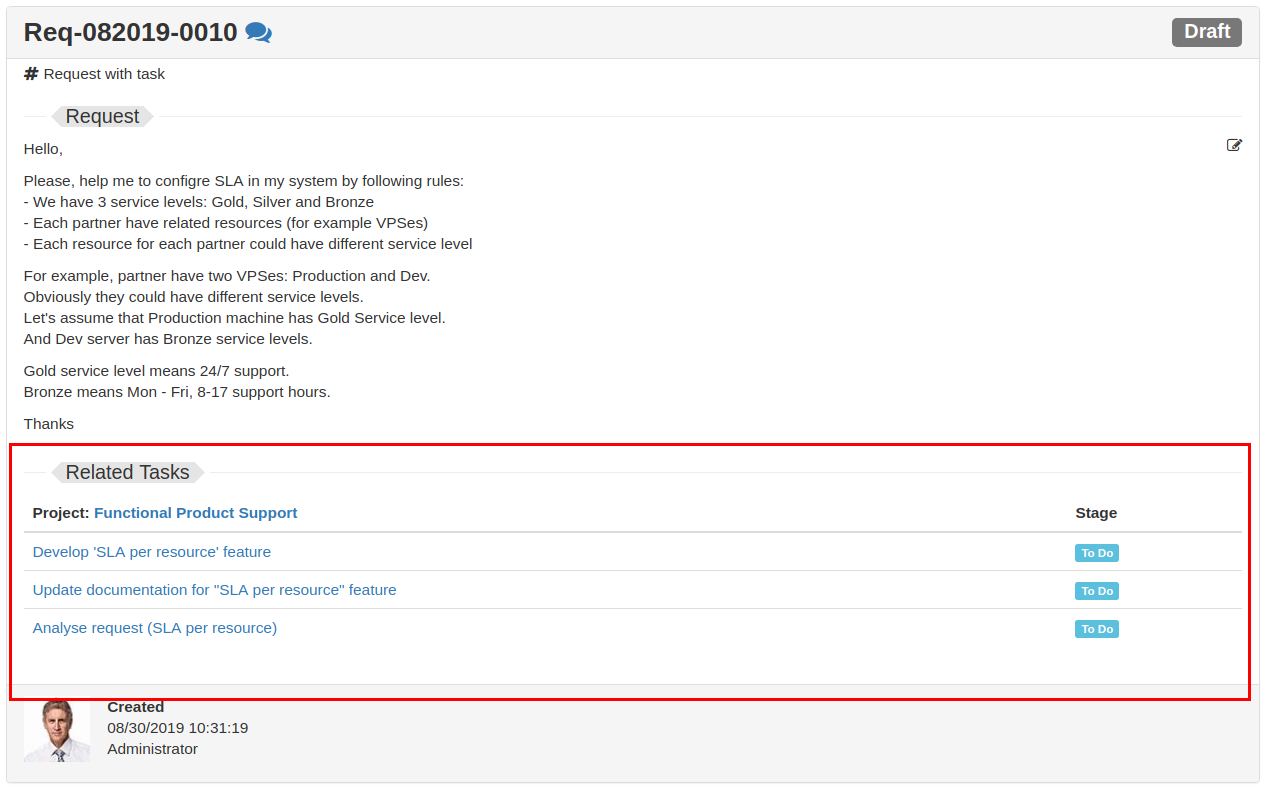 Req-082019-0010
Draft
# Request with task
Request
Hello,
Please, help me to configre SLA in my system by following rules:
- We have 3 service levels: Gold, Silver and Bronze
- Each partner have related resources (for example VPSes)
- Each resource for each partner could have different service level
For example, partner have two VPSes: Production and Dev.
Obviously they could have different service levels.
Let's assume that Production machine has Gold Service level.
And Dev server has Bronze service levels.
Gold service level means 24/7 support.
Bronze means Mon - Fri, 8-17 support hours.
Thanks
Related Tasks
Project: Functional Product Support Stage
Develop 'SLA per resource' feature To Do
Update documentation for "SLA per resource" feature To Do
Analyse request (SLA per resource) To Do
Created
08/30/2019 10:31:19
Administrator